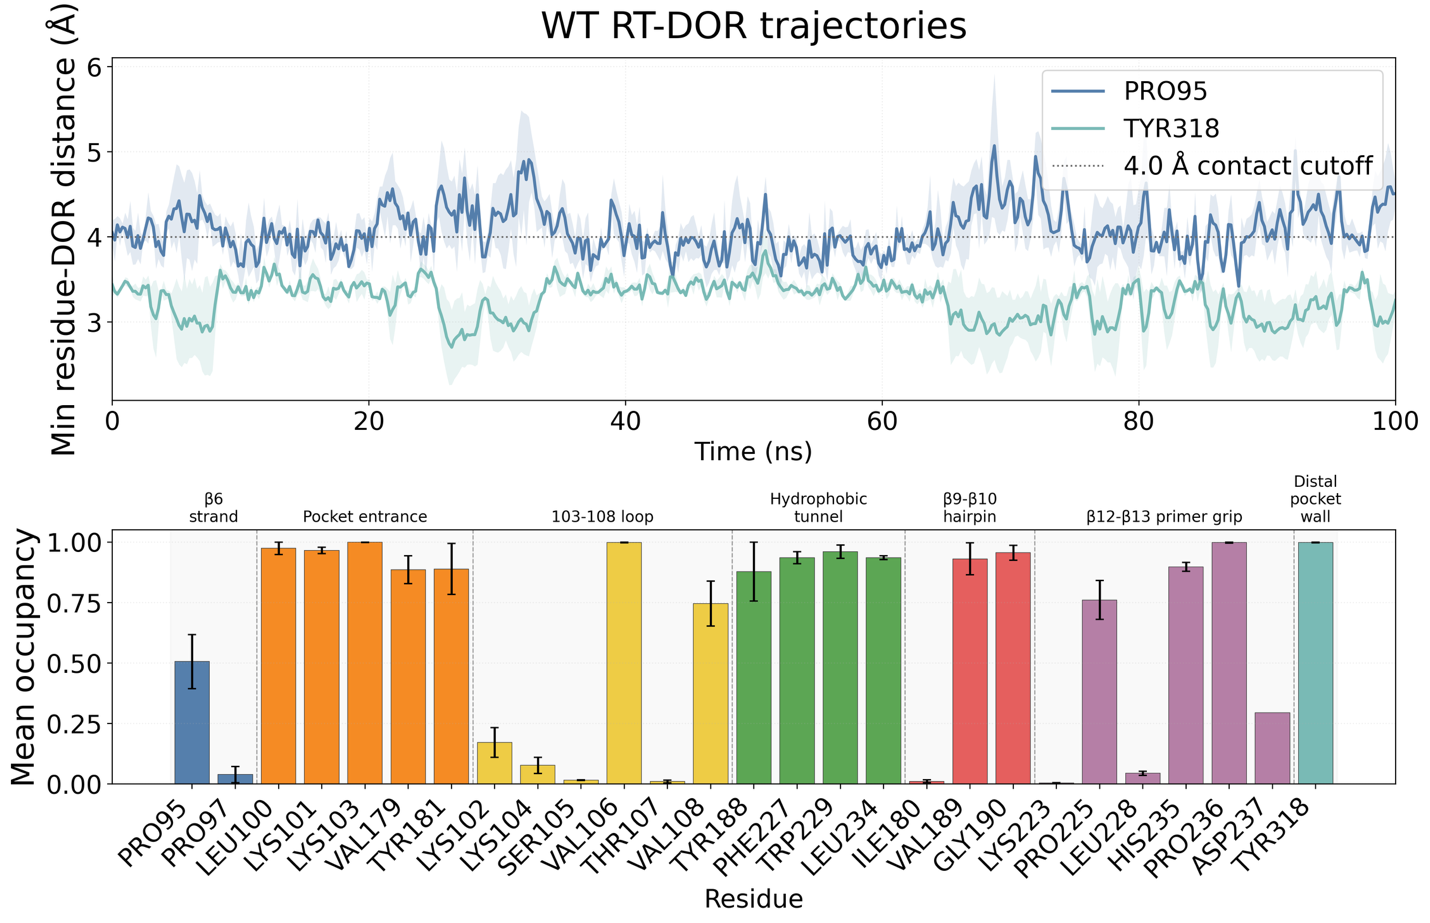 WT RT-DOR trajectories
Min residue-DOR distance (Å)
6
5
4
3
PRO95
TYR318
4.0 Å contact cutoff
0
20
40
60
80
100
Time (ns)
β6
strand
Pocket entrance
103-108 loop
Hydrophobic
tunnel
β9-β10
hairpin
β12-β13 primer grip
Distal
pocket
wall
Mean occupancy
1.00
0.75
0.50
0.25
0.00
PRO95
PRO97
LEU100
LYS101
LYS103
VAL179
TYR181
LYS102
LYS104
SER105
VAL106
THR107
VAL108
TYR188
PHE227
TRP229
LEU234
ILE180
VAL189
GLY190
LYS223
PRO225
LEU228
HIS235
PRO236
ASP237
TYR318
Residue